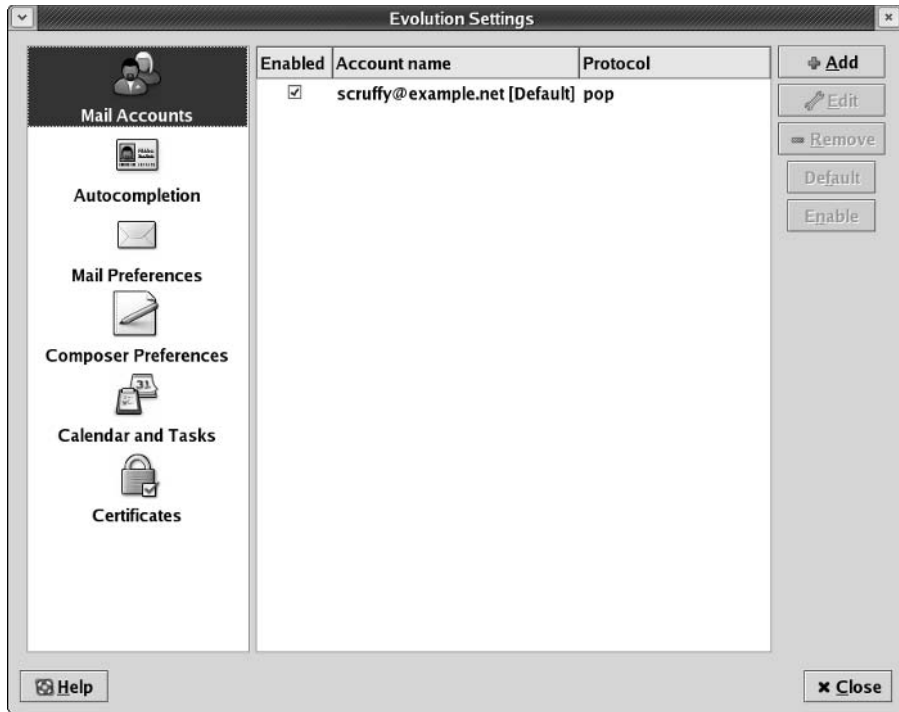 Evolution Settings
Mail Accounts
Autocompletion
Mail Preferences
Composer Preferences
31
Calendar and Tasks
Certificates
Enabled Account name Protocol
scruffy@example.net [Default] pop
Add
Edit
Remove
Default
Enable
Help
Close